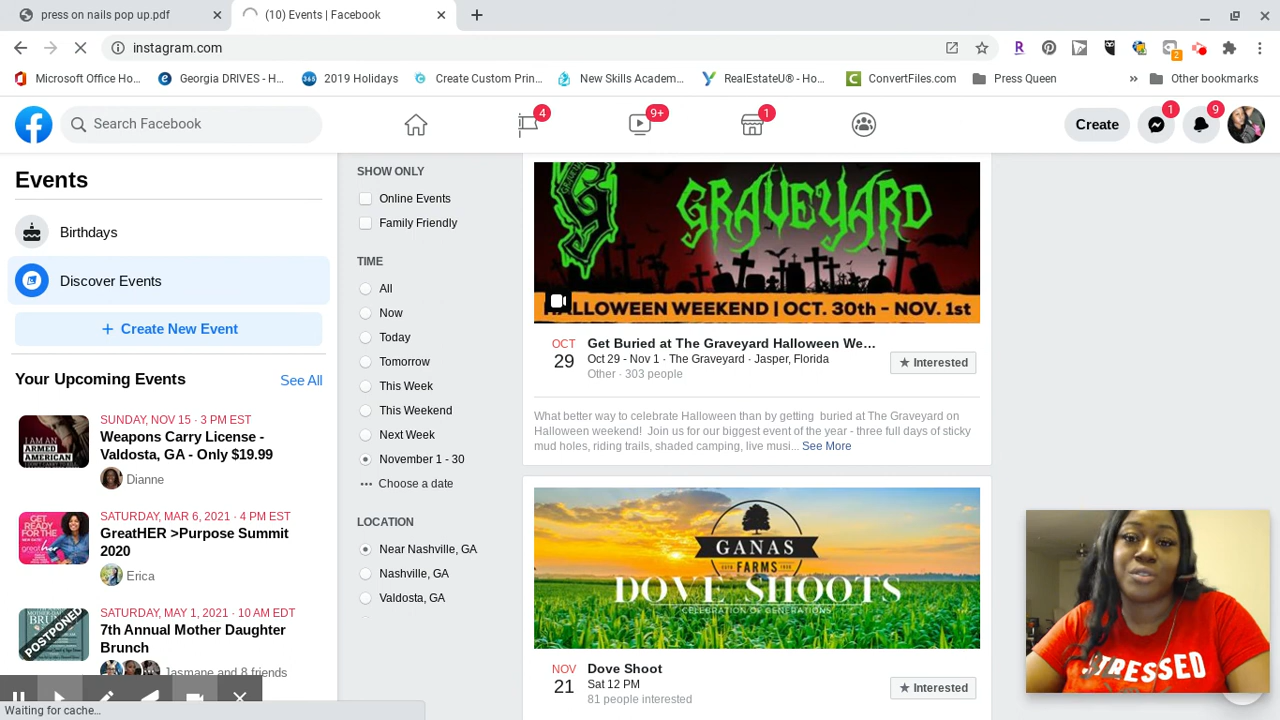 press on nails pop up.pdf
(10) Events | Facebook
instagram.com
2
Microsoft Office Ho...
Georgia DRIVES - H...
365
2019 Holidays
Create Custom Prin...
New Skills Academ...
RealEstateU® - Ho...
ConvertFiles.com
Press Queen
Other bookmarks
Search Facebook
4
9+
1
Create
1
9
Events
Birthdays
Discover Events
+ Create New Event
Your Upcoming Events
See All
I AM AN
ARMED
AMERICAN
SUNDAY, NOV 15 · 3 PM EST
Weapons Carry License -
Valdosta, GA - Only $19.99
Dianne
GET
READY
SATURDAY, MAR 6, 2021 · 4 PM EST
GreatHER >Purpose Summit
2020
Erica
POSTPONED
SATURDAY, MAY 1, 2021 · 10 AM EDT
7th Annual Mother Daughter
Brunch
Jasmane and 8 friends
Waiting for cache...
SHOW ONLY
Online Events
Family Friendly
TIME
All
Now
Today
Tomorrow
This Week
This Weekend
Next Week
November 1 - 30
Choose a date
LOCATION
Near Nashville, GA
Nashville, GA
Valdosta, GA
GRAVEYARD
HALLOWEEN WEEKEND | OCT. 30th - NOV. 1st
OCT
29
Get Buried at The Graveyard Halloween We...
Oct 29 - Nov 1 · The Graveyard · Jasper, Florida
Other · 303 people
★ Interested
What better way to celebrate Halloween than by getting buried at The Graveyard on
Halloween weekend! Join us for our biggest event of the year - three full days of sticky
mud holes, riding trails, shaded camping, live musi... See More
GANAS
FARMS
DOVE SHOOTS
CELEBRATION OF GENERATIONS
NOV
21
Dove Shoot
Sat 12 PM
81 people interested
★ Interested
STRESSED